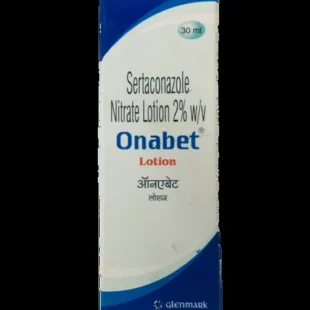 30 ml
Sertaconazole
Nitrate Lotion 2% w/v
Onabet®
Lotion
ऑनएबेट
लोशन
glenmark